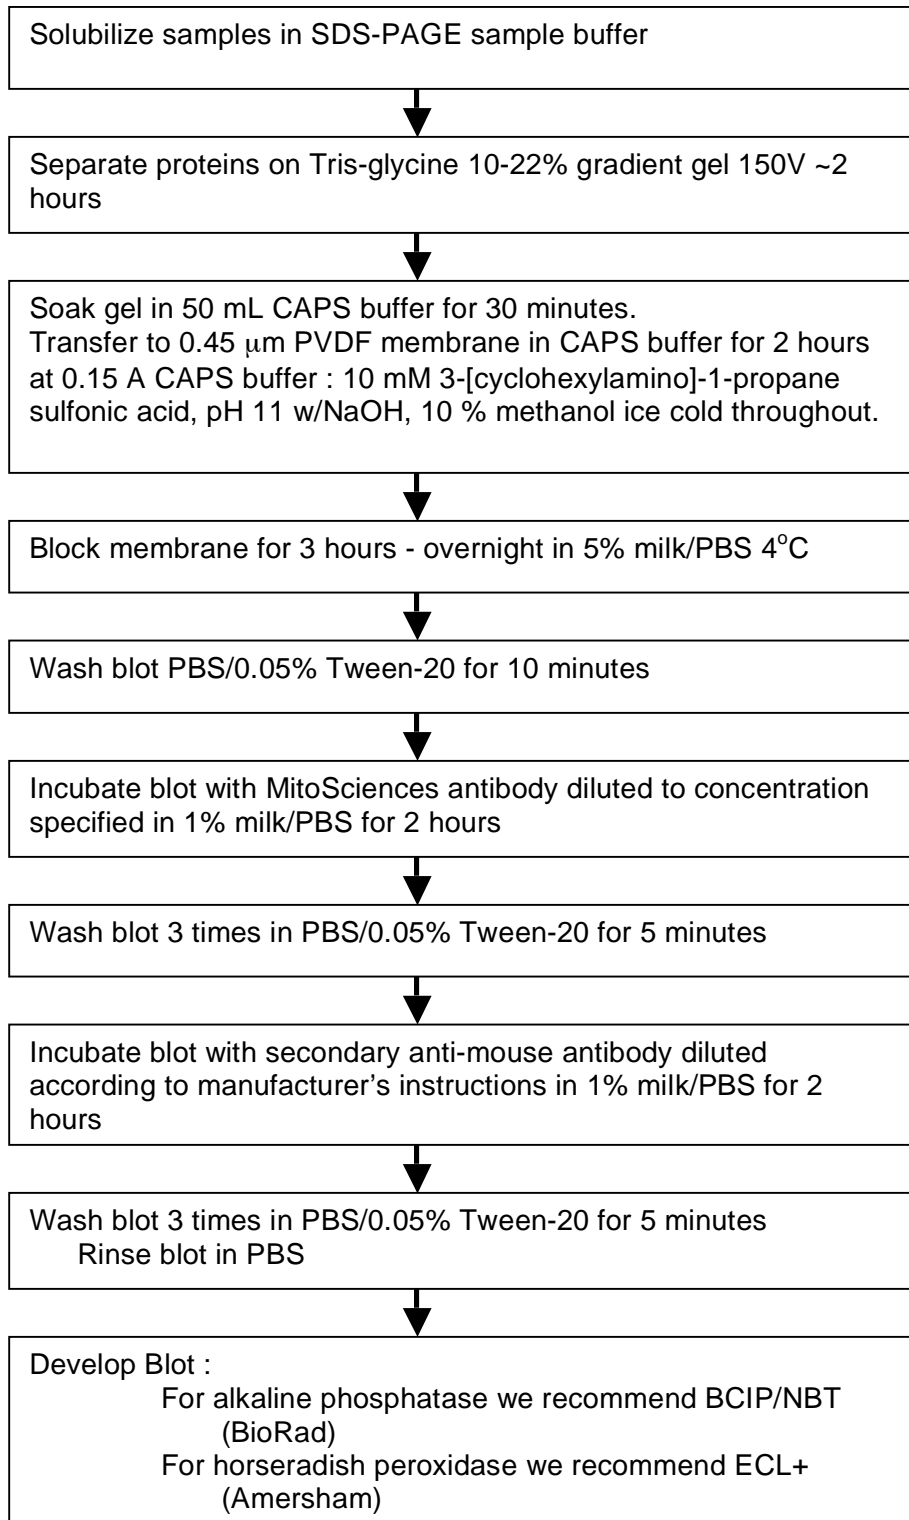 Solubilize samples in SDS-PAGE sample buffer
Separate proteins on Tris-glycine 10-22% gradient gel 150V ~2
hours
Soak gel in 50 mL CAPS buffer for 30 minutes.
Transfer to 0.45 μm PVDF membrane in CAPS buffer for 2 hours
at 0.15 A CAPS buffer : 10 mM 3-[cyclohexylamino]-1-propane
sulfonic acid, pH 11 w/NaOH, 10 % methanol ice cold throughout.
Block membrane for 3 hours - overnight in 5% milk/PBS 4°C
Wash blot PBS/0.05% Tween-20 for 10 minutes
Incubate blot with MitoSciences antibody diluted to concentration
specified in 1% milk/PBS for 2 hours
Wash blot 3 times in PBS/0.05% Tween-20 for 5 minutes
Incubate blot with secondary anti-mouse antibody diluted
according to manufacturer’s instructions in 1% milk/PBS for 2
hours
Wash blot 3 times in PBS/0.05% Tween-20 for 5 minutes
Rinse blot in PBS
Develop Blot :
For alkaline phosphatase we recommend BCIP/NBT
(BioRad)
For horseradish peroxidase we recommend ECL+
(Amersham)